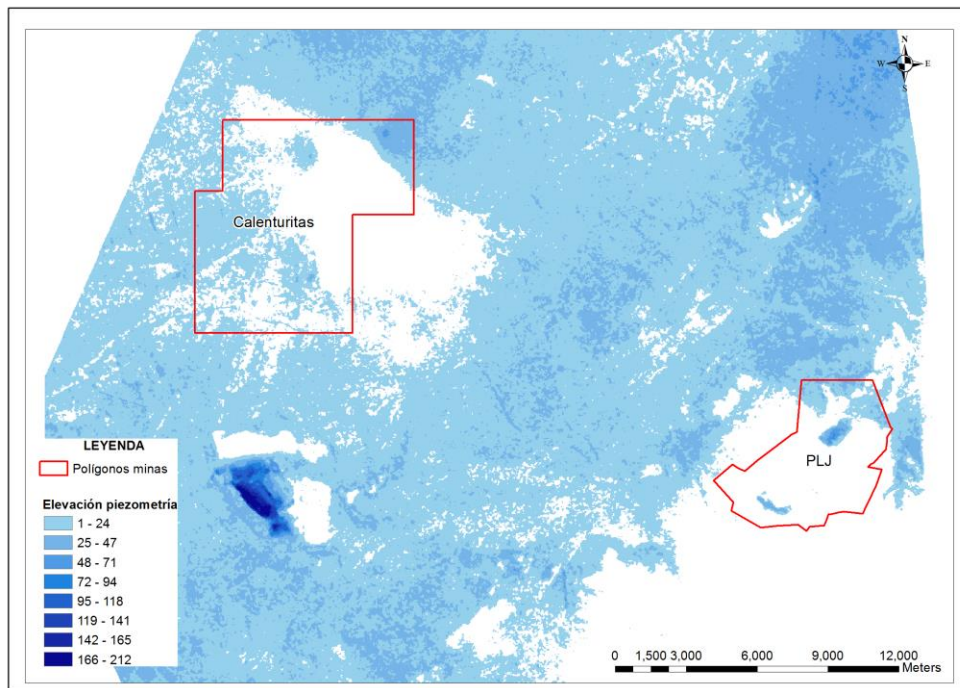 N
W E
S
Calenturitas
PLJ
LEYENDA
Polígonos minas
Elevación piezometría
1 - 24
25 - 47
48 - 71
72 - 94
95 - 118
119 - 141
142 - 165
166 - 212
0 1,500 3,000 6,000 9,000 12,000
Meters